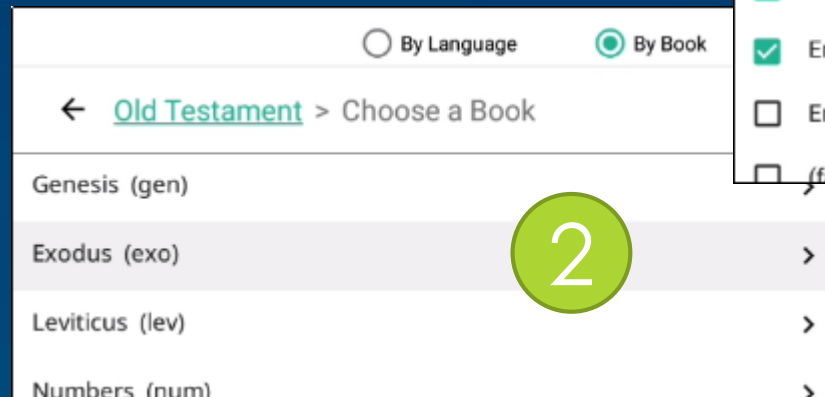 By Language By Book
← Old Testament > Choose a Book
Genesis (gen)
Exodus (exo)
2
Leviticus (lev)
Numbers (num)